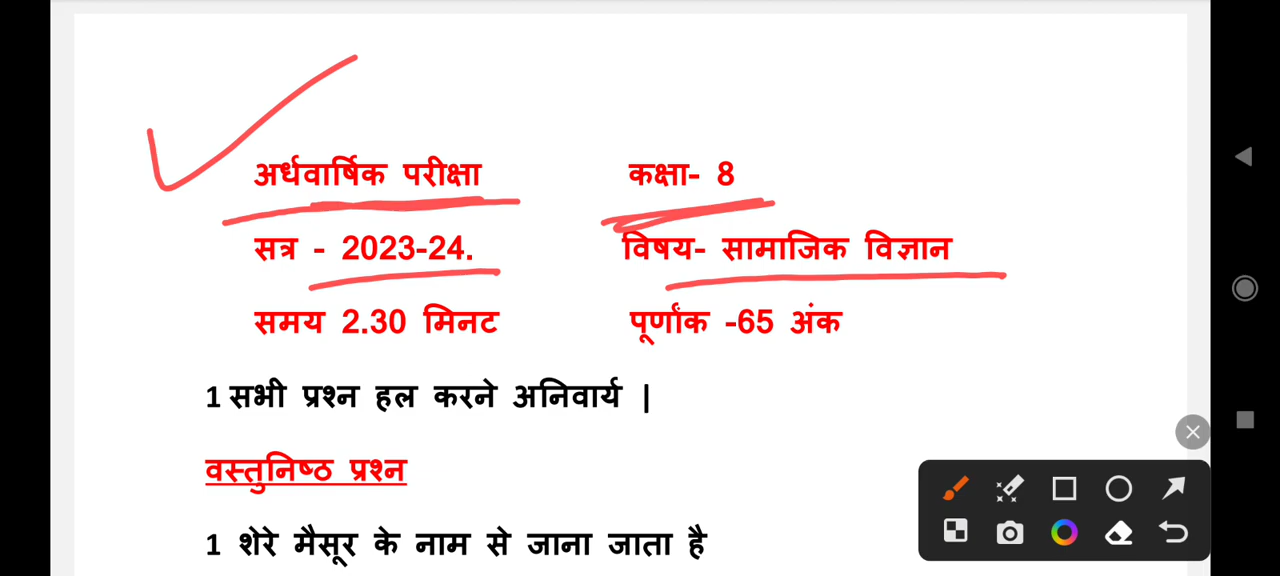 अर्धवार्षिक परीक्षा कक्षा- 8
सत्र - 2023-24. विषय- सामाजिक विज्ञान
समय 2.30 मिनट पूर्णांक -65 अंक
1 सभी प्रश्न हल करने अनिवार्य |
वस्तुनिष्ठ प्रश्न
1 शेरे मैसूर के नाम से जाना जाता है